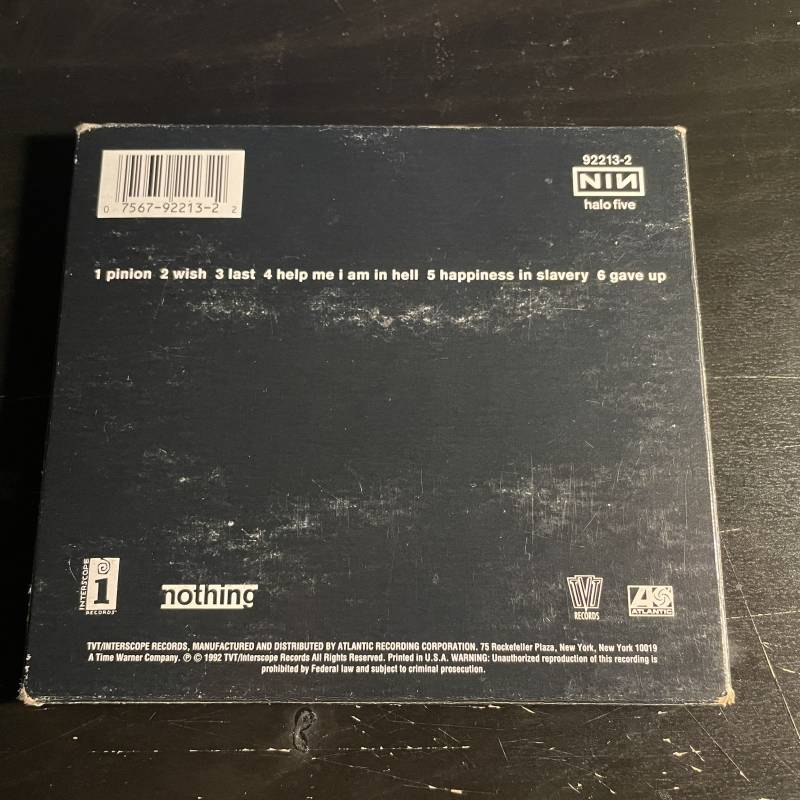 92213-2
NIN
halo five
0 7567-92213-2 2
1 pinion 2 wish 3 last 4 help me i am in hell 5 happiness in slavery 6 gave up
INTERSCOPE
1
RECORDS
nothing
TVT
RECORDS
ATLANTIC
TVT/INTERSCOPE RECORDS, MANUFACTURED AND DISTRIBUTED BY ATLANTIC RECORDING CORPORATION. 75 Rockefeller Plaza, New York, New York 10019
A Time Warner Company. ℗ © 1992 TVT/Interscope Records All Rights Reserved. Printed in U.S.A. WARNING: Unauthorized reproduction of this recording is
prohibited by Federal law and subject to criminal prosecution.